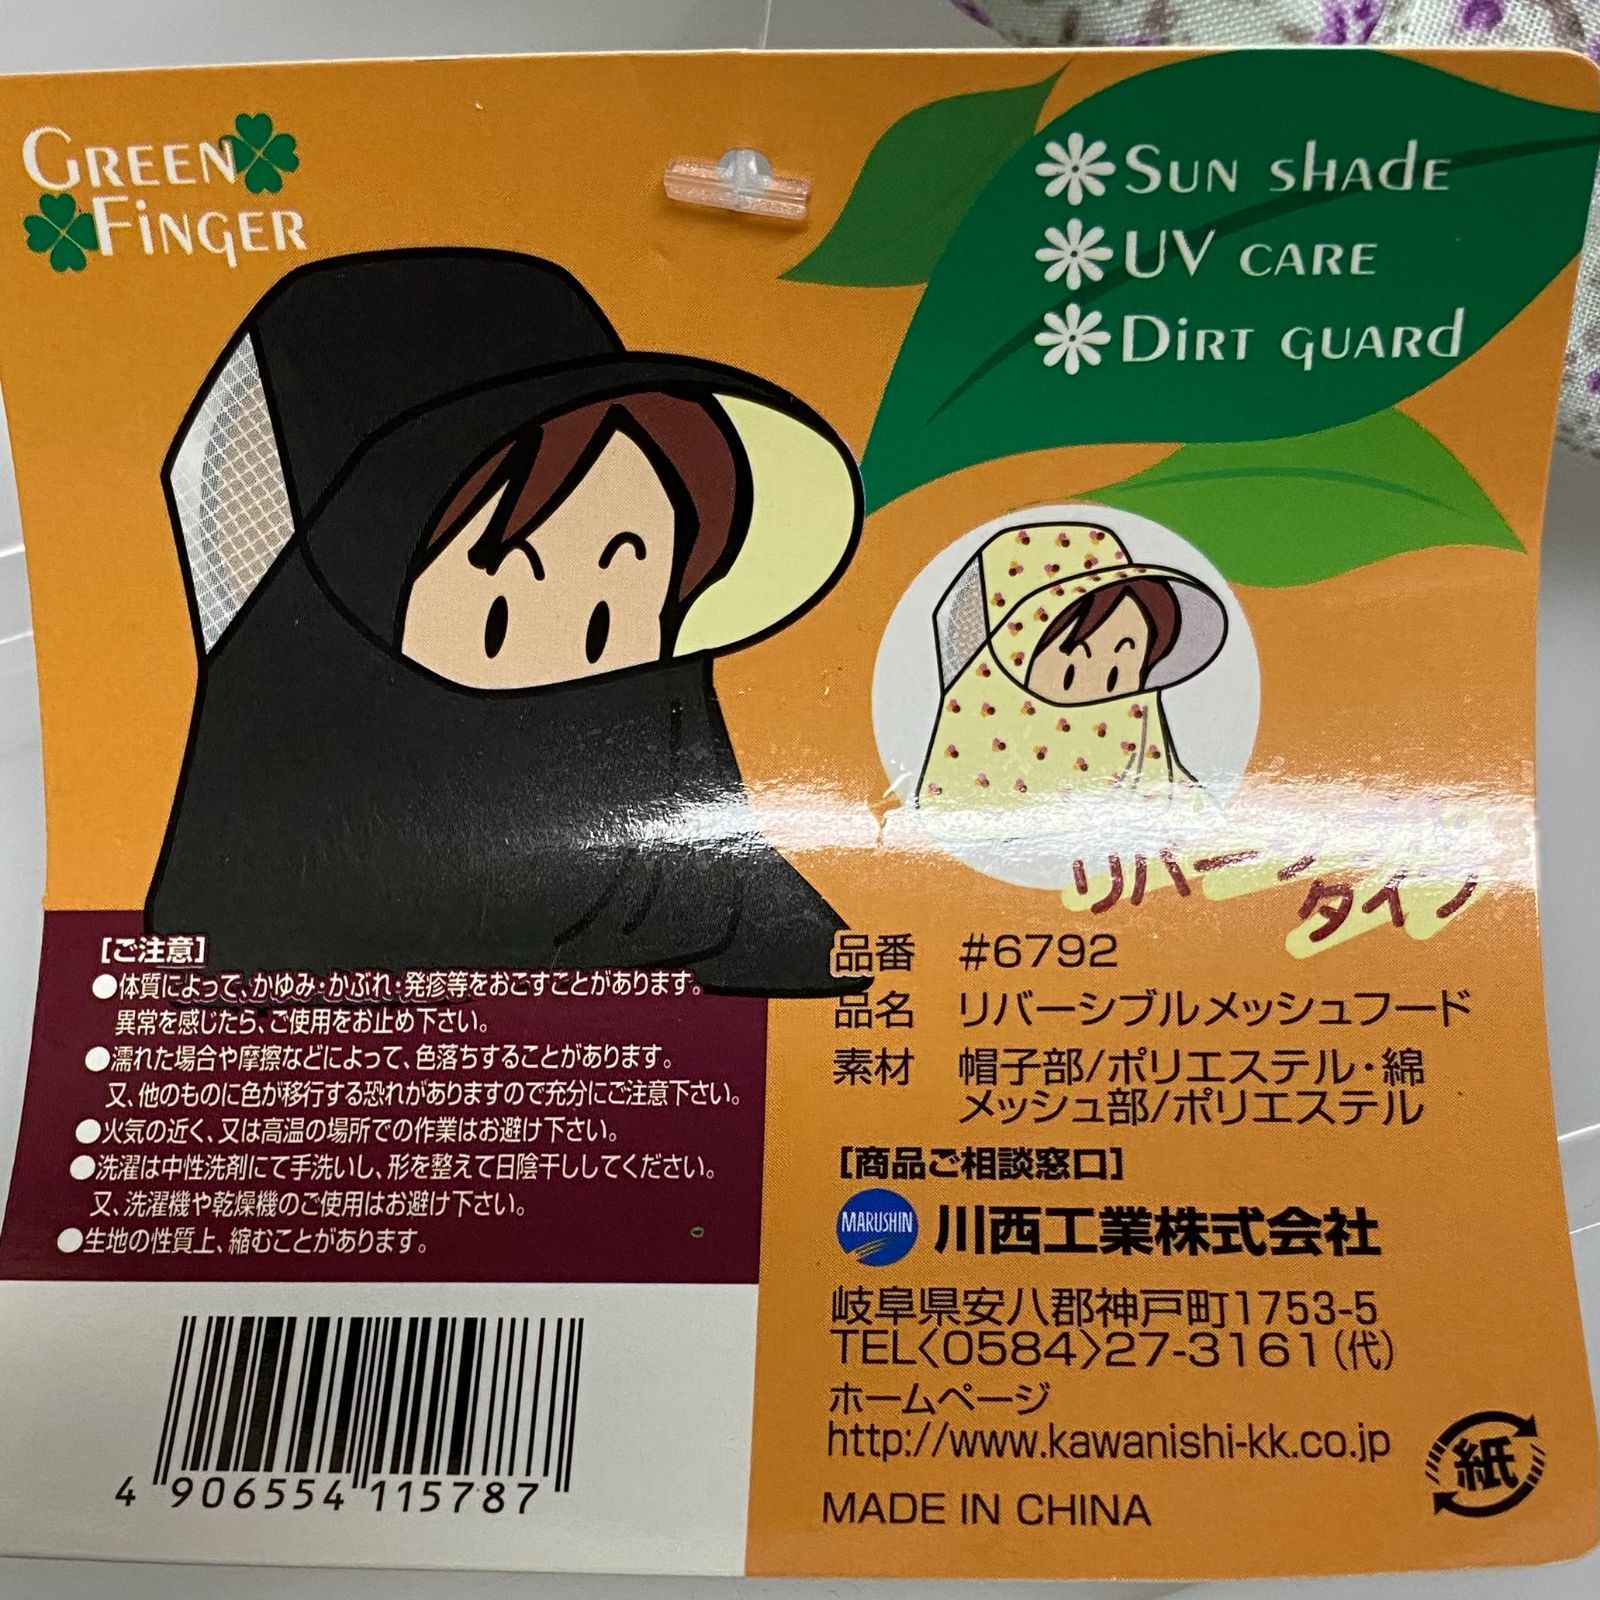 GREEN
FINGER
SUN SHADE
UV CARE
DIRT GUARD
タイプ
[ご注意]
●体質によって、かゆみ・かぶれ・発疹等をおこすことがあります。
異常を感じたら、ご使用をお止め下さい。
●濡れた場合や摩擦などによって、色落ちすることがあります。
又、他のものに色が移行する恐れがありますので充分にご注意下さい。
●火気の近く、又は高温の場所での作業はお避け下さい。
●洗濯は中性洗剤にて手洗いし、形を整えて日陰干ししてください。
又、洗濯機や乾燥機のご使用はお避け下さい。
●生地の性質上、縮むことがあります。
4 906554 115787
品番 #6792
品名 リバーシブルメッシュフード
素材 帽子部/ポリエステル・綿
メッシュ部/ポリエステル
[商品ご相談窓口]
MARUSHIN 川西工業株式会社
岐阜県安八郡神戸町1753-5
TEL〈0584〉27-3161(代)
ホームページ
http://www.kawanishi-kk.co.jp
MADE IN CHINA
紙